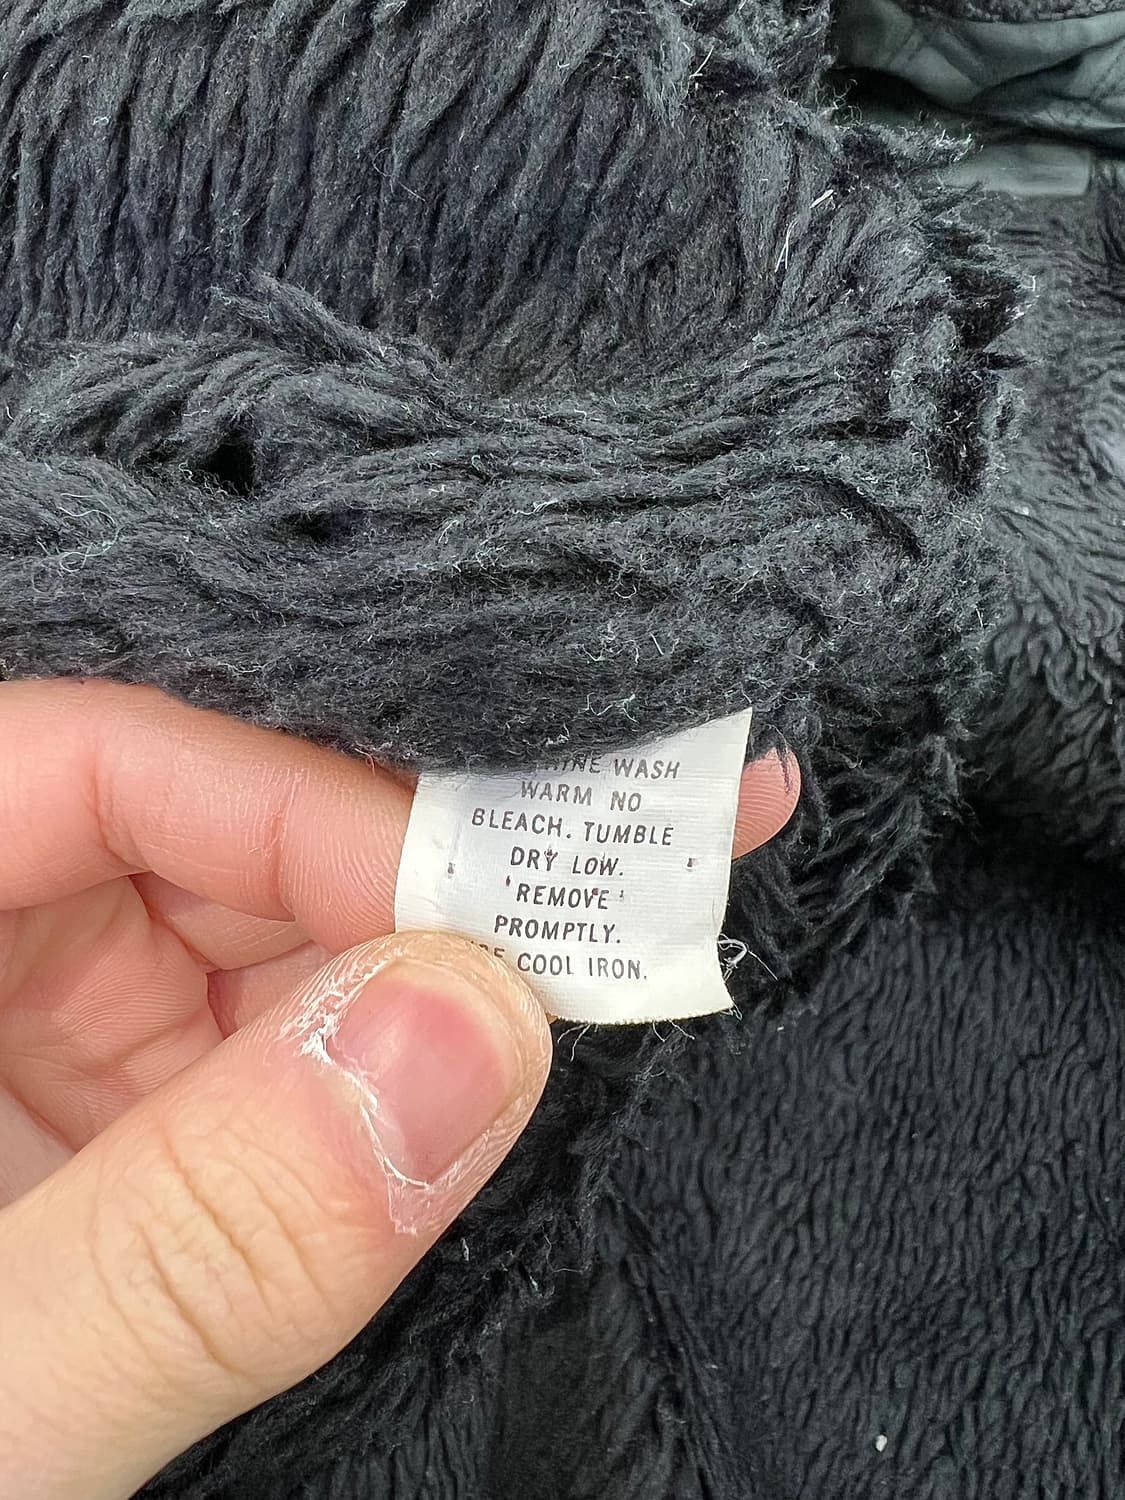 WASH
WARM NO
BLEACH. TUMBLE
DRY LOW.
REMOVE
PROMPTLY.
COOL IRON.